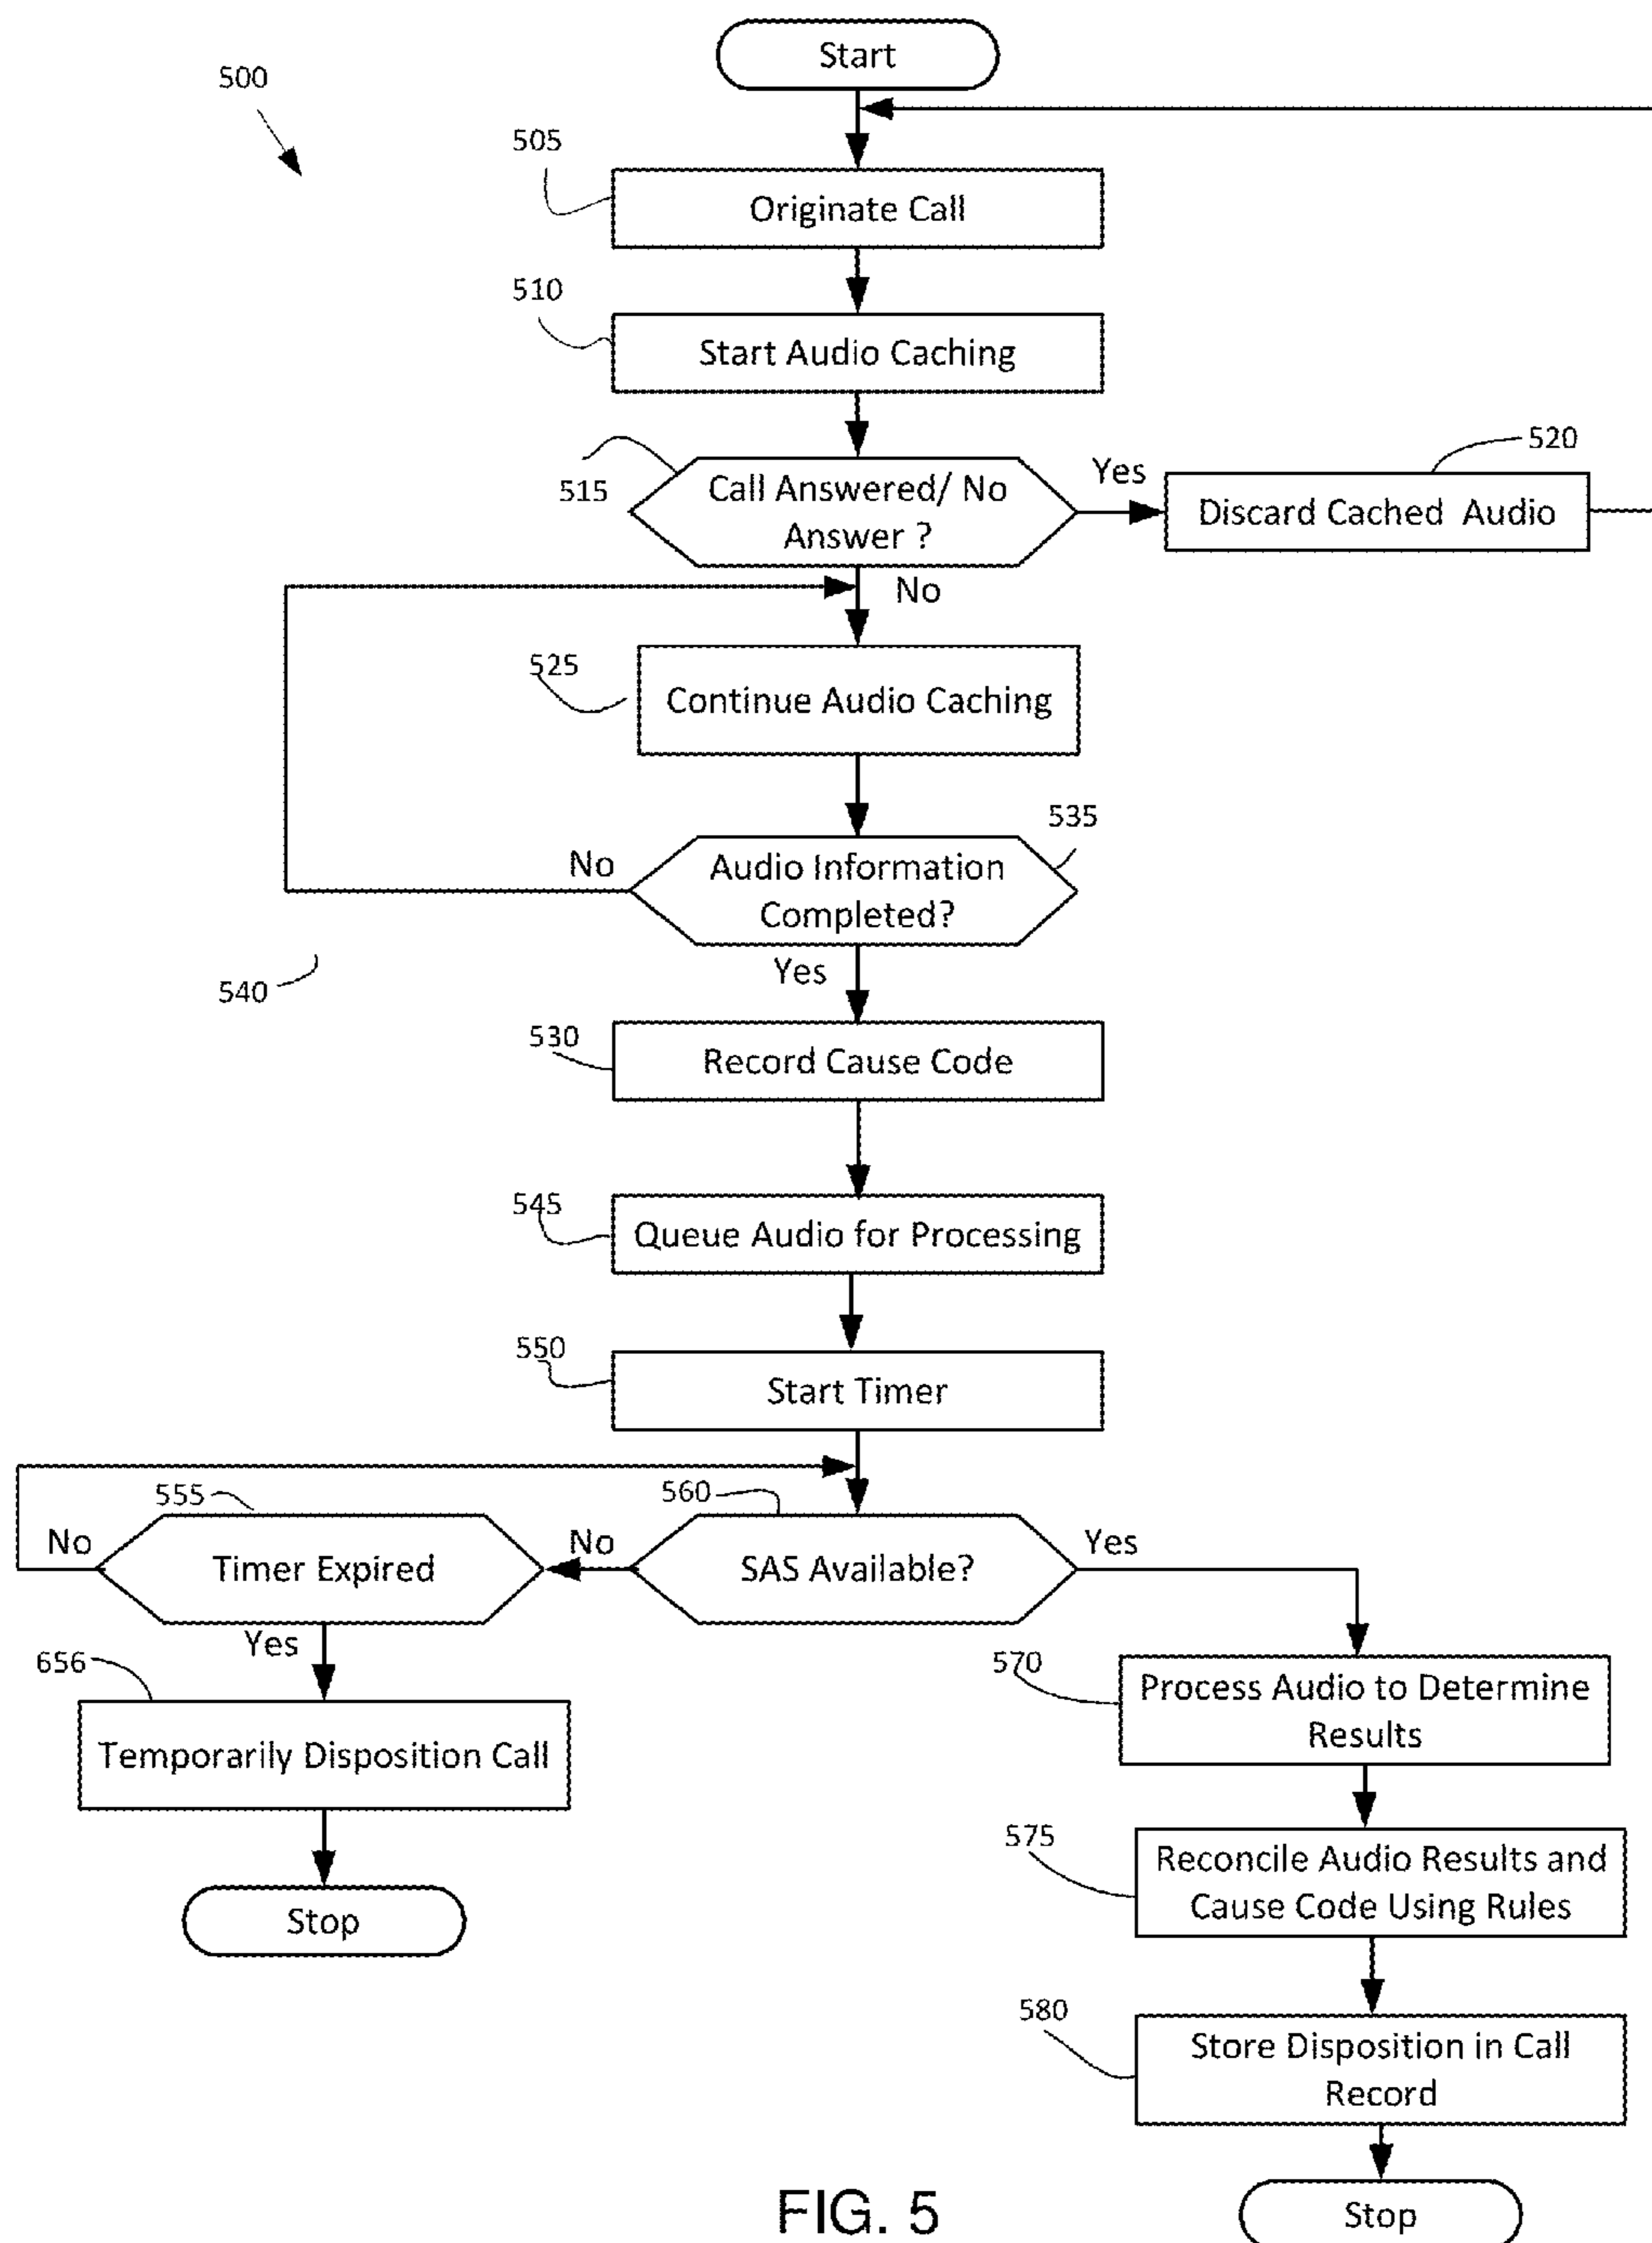 Start
500
505
Originate Call
510
Start Audio Caching
515
Call Answered/ No
Answer ?
Yes
520
Discard Cached Audio
No
525
Continue Audio Caching
535
Audio Information
Completed?
No
540
Yes
530
Record Cause Code
545
Queue Audio for Processing
550
Start Timer
555
560
No
Timer Expired
No
SAS Available?
Yes
Yes
656
Temporarily Disposition Call
Stop
570
Process Audio to Determine
Results
575
Reconcile Audio Results and
Cause Code Using Rules
580
Store Disposition in Call
Record
Stop
FIG. 5